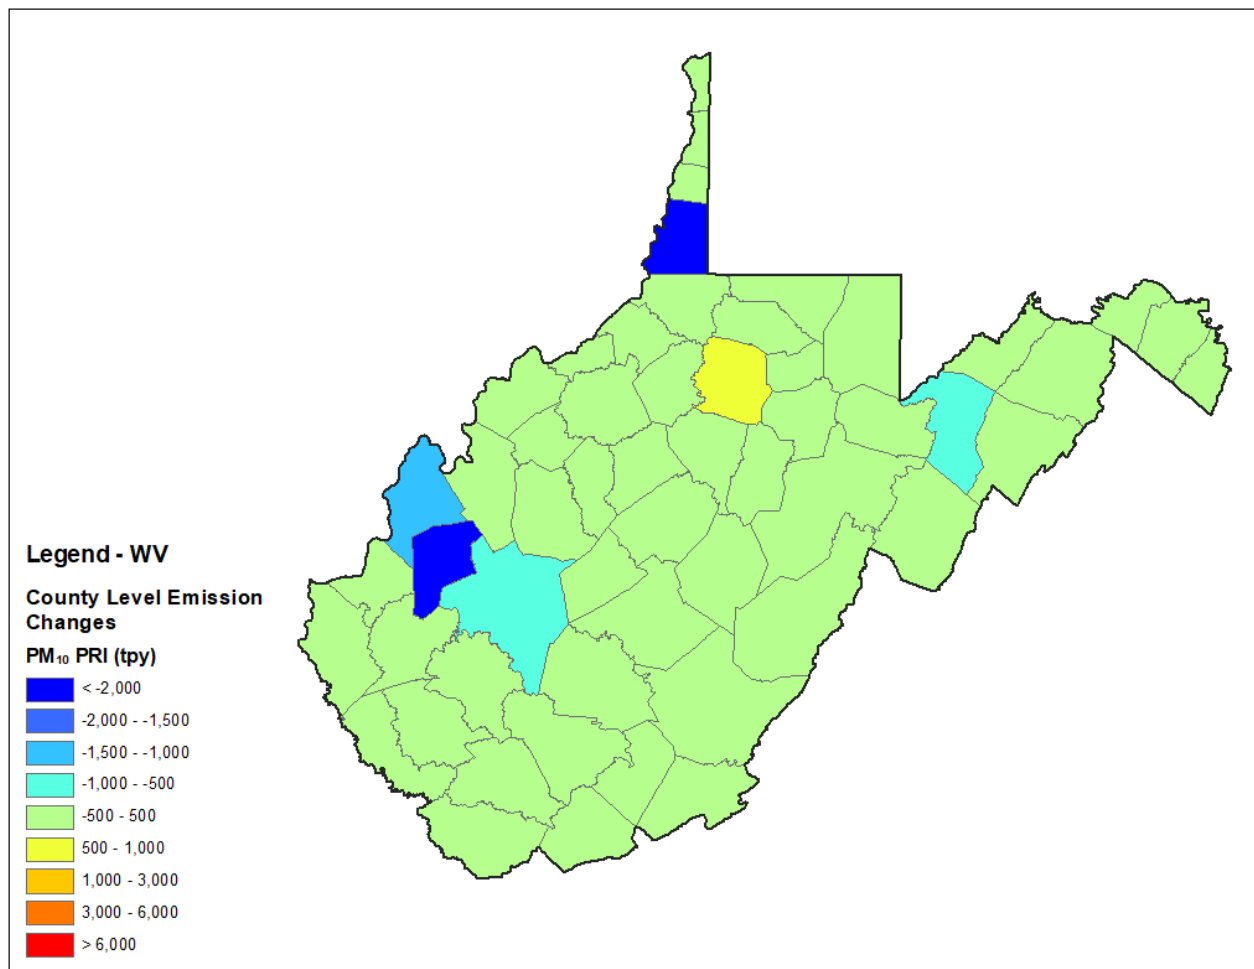 Legend - WV
County Level Emission
Changes
PM₁₀ PRI (tpy)
< -2,000
-2,000 - -1,500
-1,500 - -1,000
-1,000 - -500
-500 - 500
500 - 1,000
1,000 - 3,000
3,000 - 6,000
> 6,000